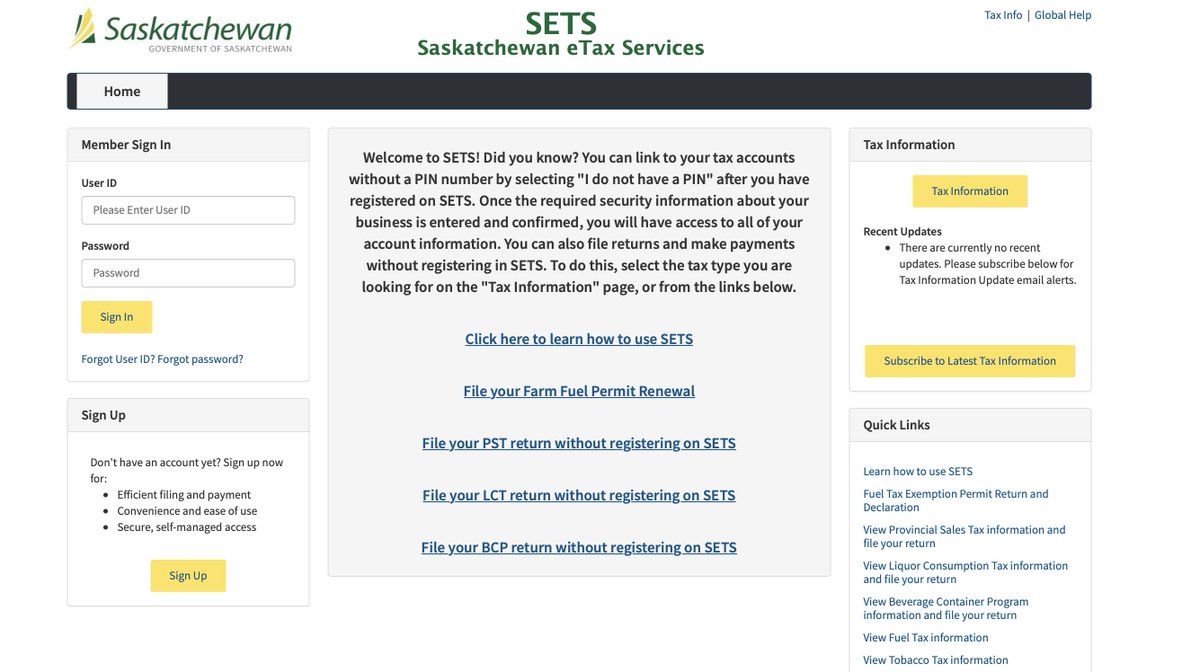 Saskatchewan
GOVERNMENT OF SASKATCHEWAN
SETS
Saskatchewan eTax Services
Tax Info | Global Help
Home
Member Sign In
User ID
Please Enter User ID
Password
Password
Sign In
Forgot User ID? Forgot password?
Sign Up
Don't have an account yet? Sign up now
for:
• Efficient filing and payment
• Convenience and ease of use
• Secure, self-managed access
Sign Up
Welcome to SETS! Did you know? You can link to your tax accounts
without a PIN number by selecting "I do not have a PIN" after you have
registered on SETS. Once the required security information about your
business is entered and confirmed, you will have access to all of your
account information. You can also file returns and make payments
without registering in SETS. To do this, select the tax type you are
looking for on the "Tax Information" page, or from the links below.
Click here to learn how to use SETS
File your Farm Fuel Permit Renewal
File your PST return without registering on SETS
File your LCT return without registering on SETS
File your BCP return without registering on SETS
Tax Information
Tax Information
Recent Updates
• There are currently no recent
updates. Please subscribe below for
Tax Information Update email alerts.
Subscribe to Latest Tax Information
Quick Links
Learn how to use SETS
Fuel Tax Exemption Permit Return and
Declaration
View Provincial Sales Tax information and
file your return
View Liquor Consumption Tax information
and file your return
View Beverage Container Program
information and file your return
View Fuel Tax information
View Tobacco Tax information